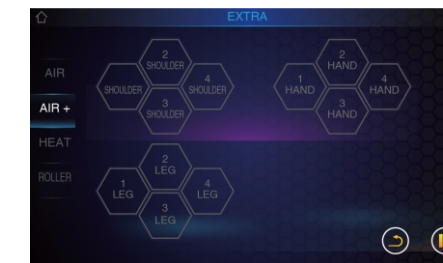 EXTRA
AIR
AIR +
HEAT
ROLLER
2
SHOULDER
SHOULDER
4
SHOULDER
3
SHOULDER
2
HAND
1
HAND
4
HAND
3
HAND
2
LEG
1
LEG
4
LEG
3
LEG